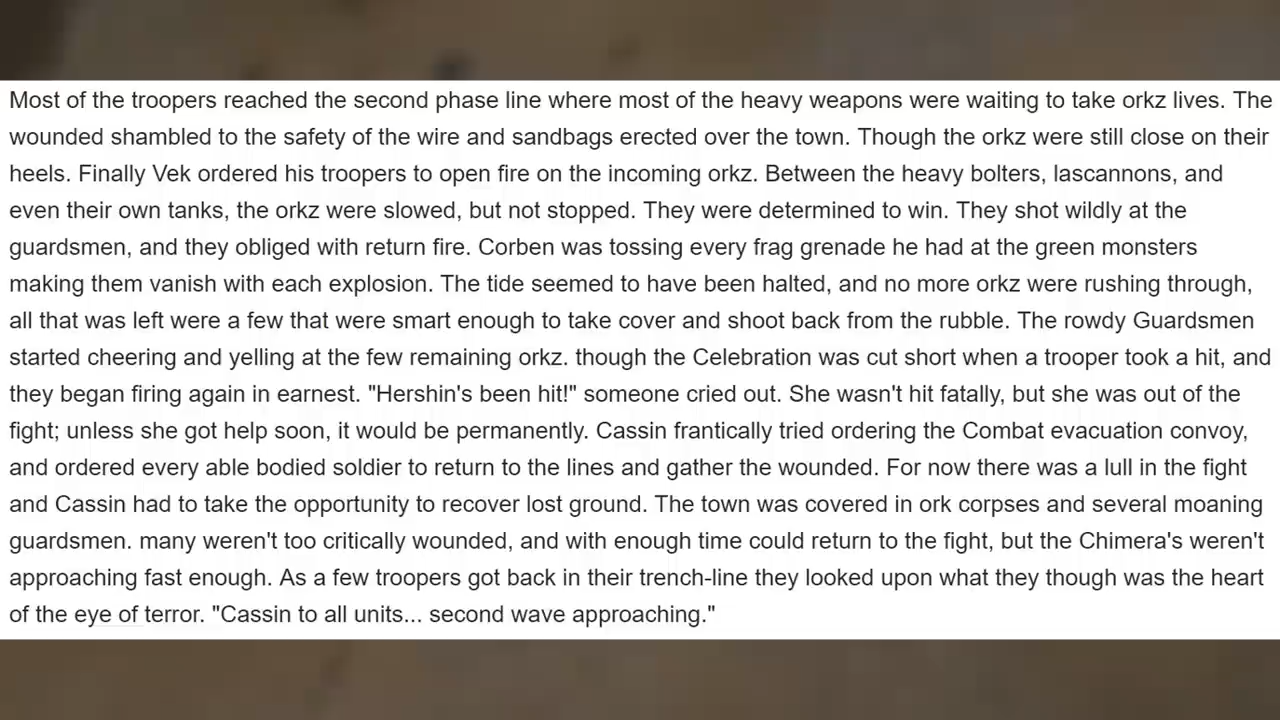 Most of the troopers reached the second phase line where most of the heavy weapons were waiting to take orkz lives. The
wounded shambled to the safety of the wire and sandbags erected over the town. Though the orkz were still close on their
heels. Finally Vek ordered his troopers to open fire on the incoming orkz. Between the heavy bolters, lascannons, and
even their own tanks, the orkz were slowed, but not stopped. They were determined to win. They shot wildly at the
guardsmen, and they obliged with return fire. Corben was tossing every frag grenade he had at the green monsters
making them vanish with each explosion. The tide seemed to have been halted, and no more orkz were rushing through,
all that was left were a few that were smart enough to take cover and shoot back from the rubble. The rowdy Guardsmen
started cheering and yelling at the few remaining orkz. though the Celebration was cut short when a trooper took a hit, and
they began firing again in earnest. "Hershin's been hit!" someone cried out. She wasn't hit fatally, but she was out of the
fight; unless she got help soon, it would be permanently. Cassin frantically tried ordering the Combat evacuation convoy,
and ordered every able bodied soldier to return to the lines and gather the wounded. For now there was a lull in the fight
and Cassin had to take the opportunity to recover lost ground. The town was covered in ork corpses and several moaning
guardsmen. many weren't too critically wounded, and with enough time could return to the fight, but the Chimera's weren't
approaching fast enough. As a few troopers got back in their trench-line they looked upon what they though was the heart
of the eye of terror. "Cassin to all units... second wave approaching."